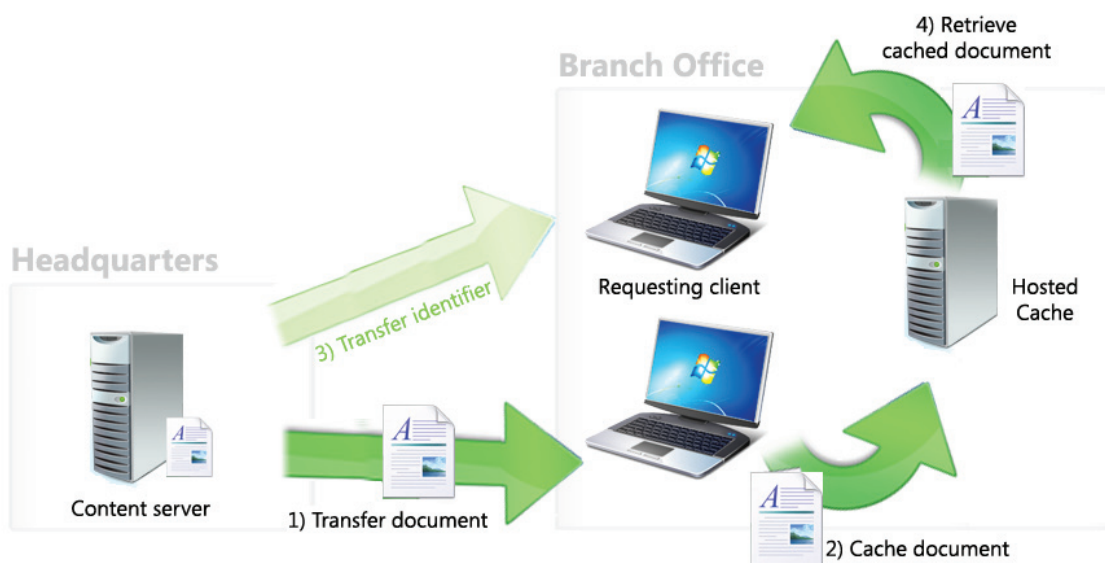 4) Retrieve
cached document
Branch Office
Headquarters
Requesting client
Hosted
Cache
3) Transfer identifier
Content server
1) Transfer document
2) Cache document
A
A
A
A